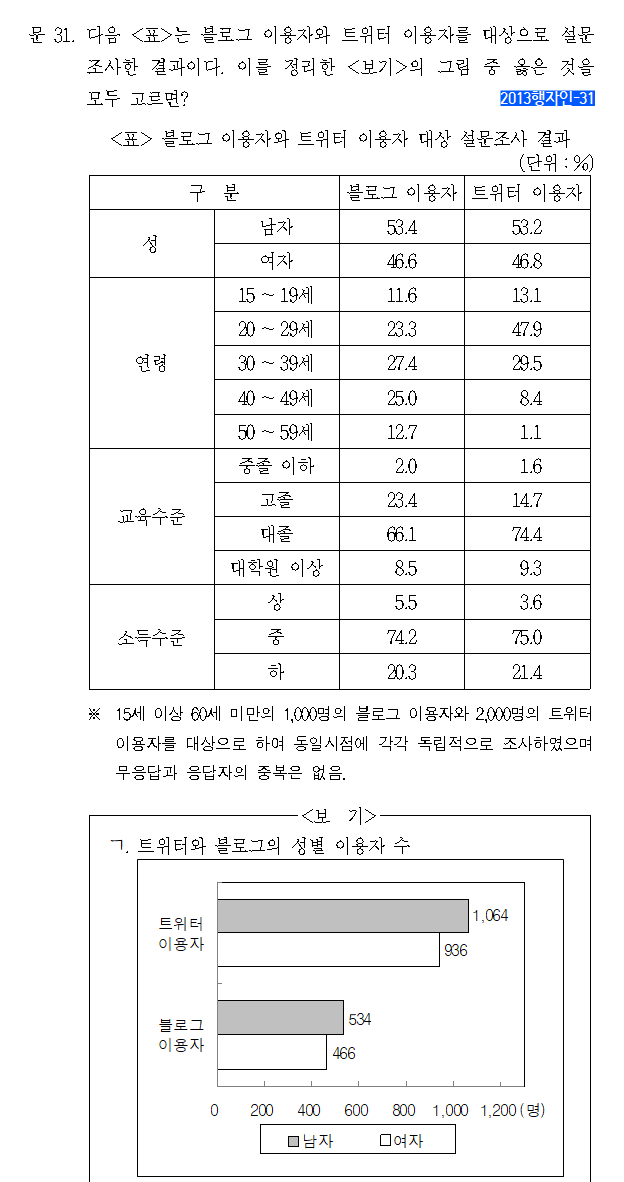 문 31. 다음 <표>는 블로그 이용자와 트위터 이용자를 대상으로 설문
조사한 결과이다. 이를 정리한 <보기>의 그림 중 옳은 것을
모두 고르면?
2013행자인-31
<표> 블로그 이용자와 트위터 이용자 대상 설문조사 결과
(단위 : %)
구 분 블로그 이용자 트위터 이용자
성 남자 53.4 53.2
여자 46.6 46.8
연령 15 ~ 19세 11.6 13.1
20 ~ 29세 23.3 47.9
30 ~ 39세 27.4 29.5
40 ~ 49세 25.0 8.4
50 ~ 59세 12.7 1.1
교육수준 중졸 이하 2.0 1.6
고졸 23.4 14.7
대졸 66.1 74.4
대학원 이상 8.5 9.3
소득수준 상 5.5 3.6
중 74.2 75.0
하 20.3 21.4
※ 15세 이상 60세 미만의 1,000명의 블로그 이용자와 2,000명의 트위터
이용자를 대상으로 하여 동일시점에 각각 독립적으로 조사하였으며
무응답과 응답자의 중복은 없음.
<보 기>
ㄱ. 트위터와 블로그의 성별 이용자 수
트위터
이용자
1,064
936
블로그
이용자
534
466
0 200 400 600 800 1,000 1,200 (명)
남자 여자